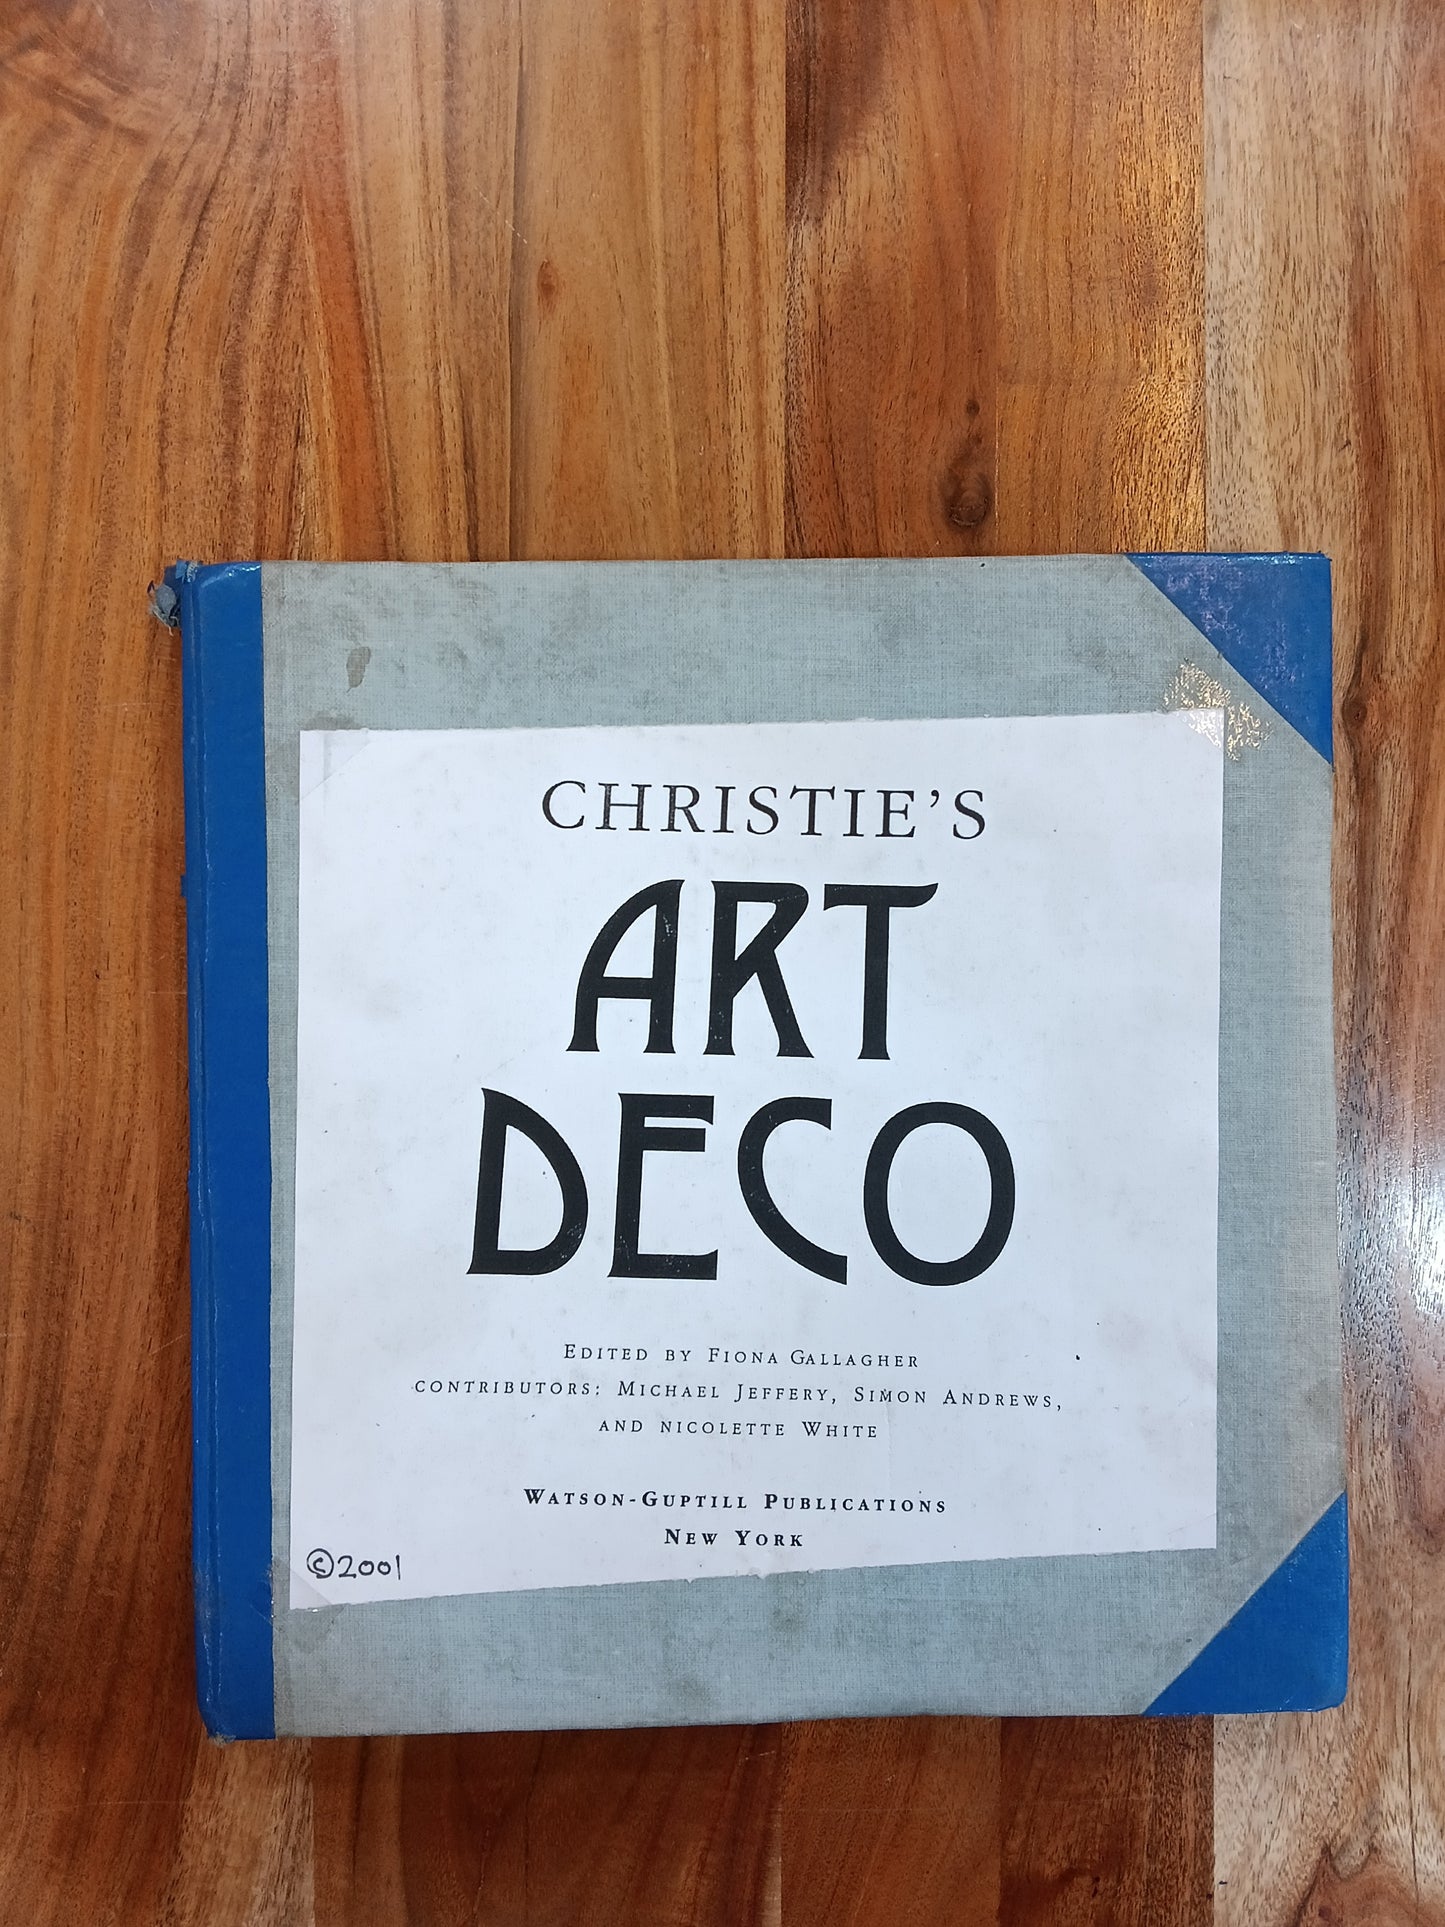 CHRISTIE'S
ART
DECO
EDITED BY FIONA GALLAGHER
CONTRIBUTORS: MICHAEL JEFFERY, SIMON ANDREWS,
AND NICOLETTE WHITE
WATSON-GUPTILL PUBLICATIONS
NEW YORK
©2001